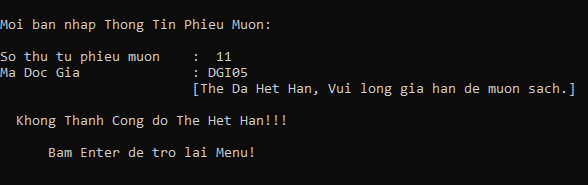 Moi ban nhap Thong Tin Phieu Muon:
So thu tu phieu muon    :  11
Ma Doc Gia              : DGI05
[The Da Het Han, Vui long gia han de muon sach.]
Khong Thanh Cong do The Het Han!!!
Bam Enter de tro lai Menu!